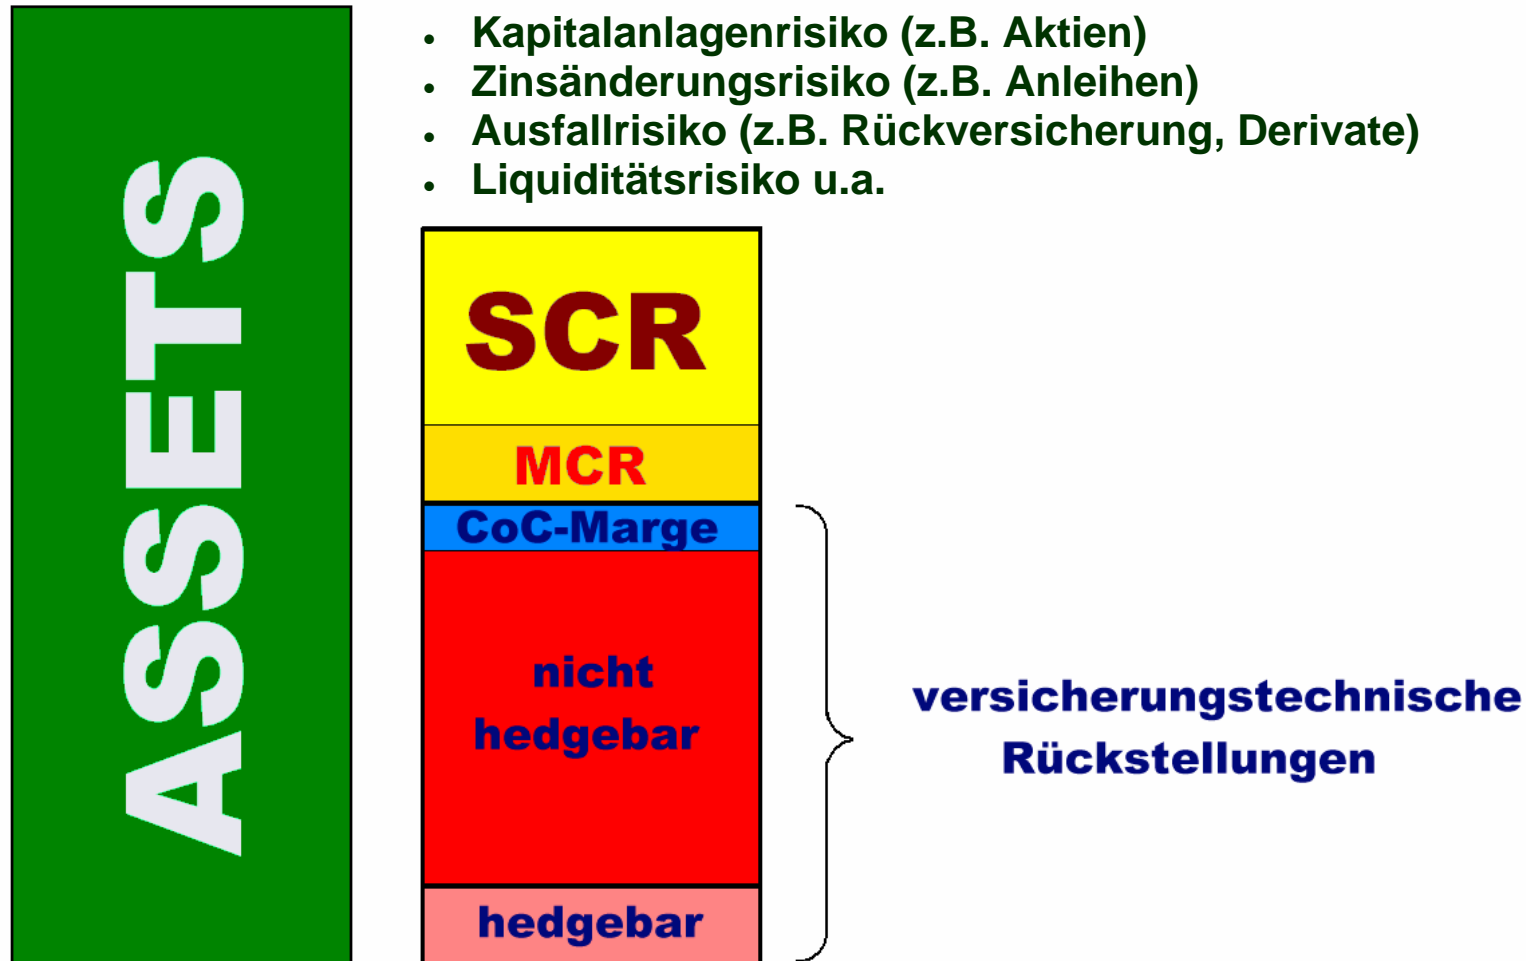 ASSETS
• Kapitalanlagenrisiko (z.B. Aktien)
• Zinsänderungsrisiko (z.B. Anleihen)
• Ausfallrisiko (z.B. Rückversicherung, Derivate)
• Liquiditätsrisiko u.a.
SCR
MCR
CoC-Marge
nicht
hedgebar
hedgebar
versicherungstechnische
Rückstellungen